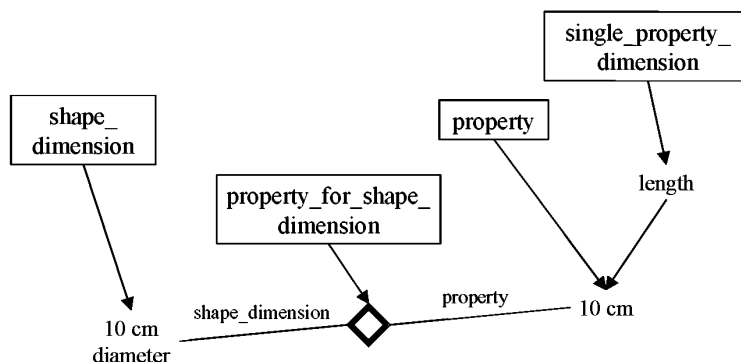 single_property_
dimension
shape_
dimension
property
property_for_shape_
dimension
length
shape_dimension
property
10 cm
10 cm
diameter